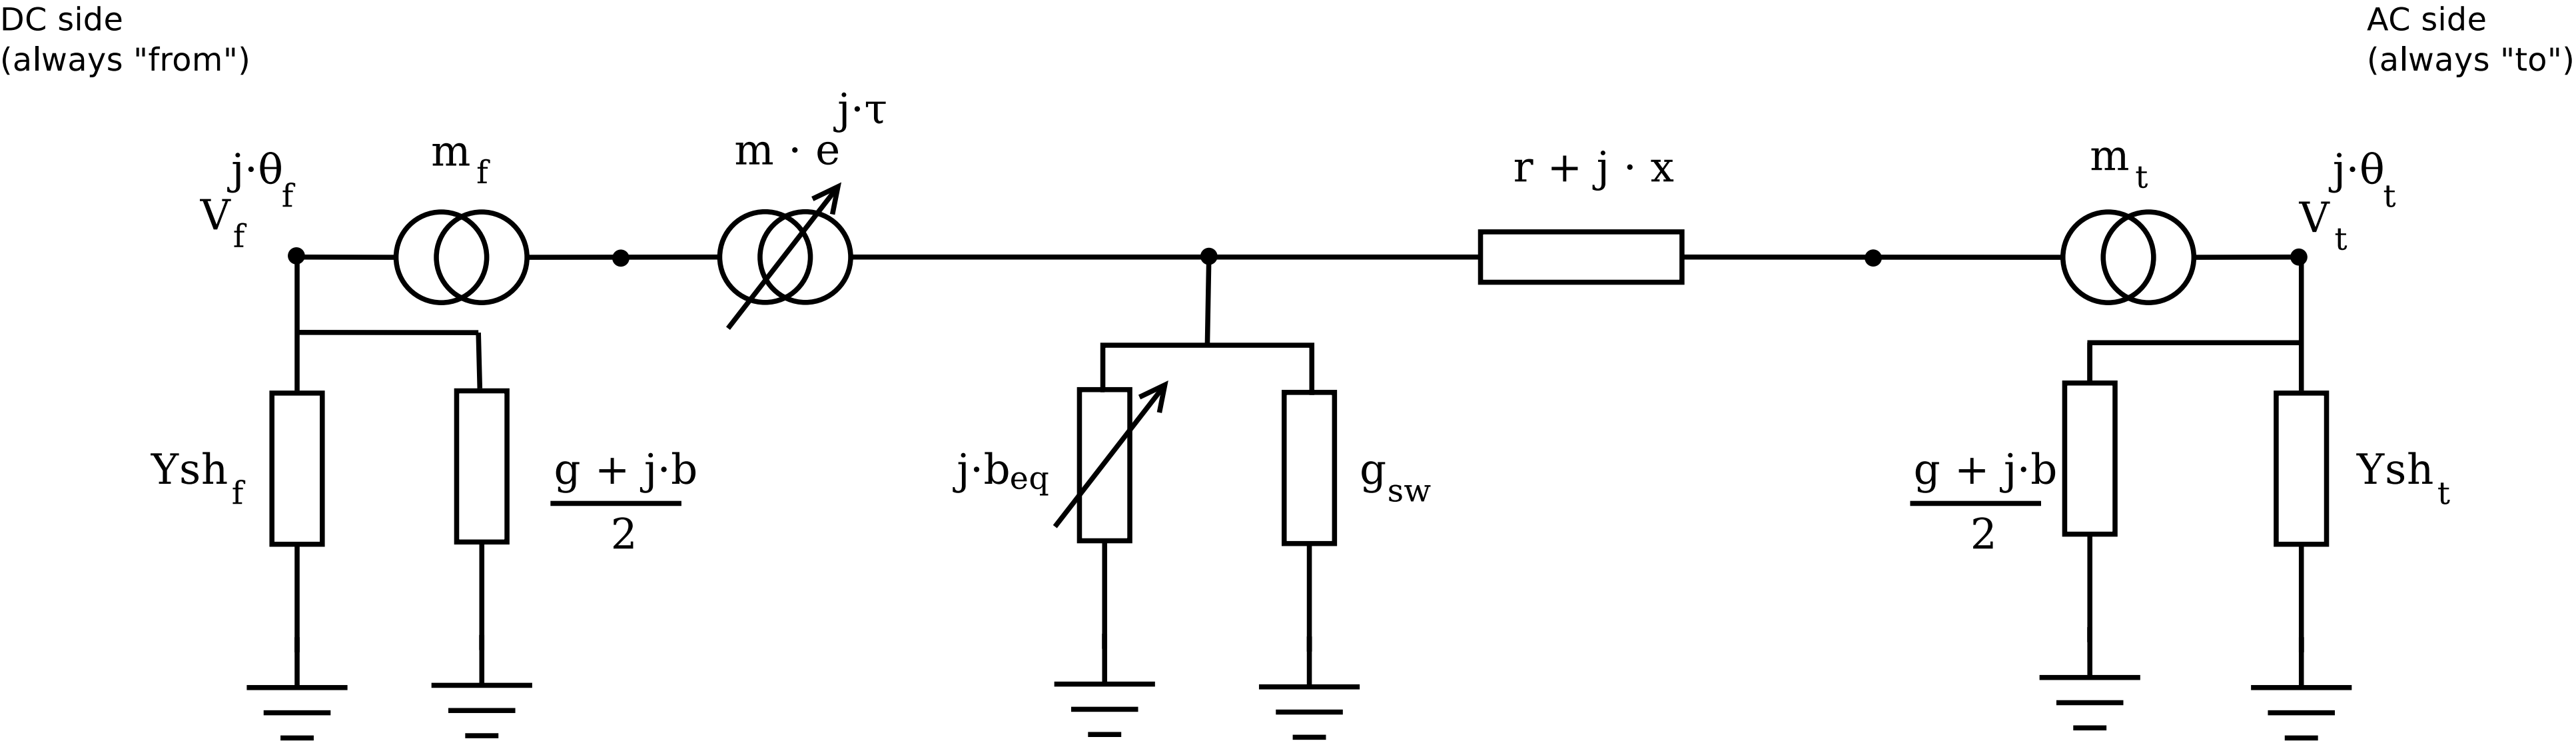 DC side
(always "from")
AC side
(always "to")
j·τ
m · e
m f
j·θ f
V f
r + j · x
m t
j·θ t
V t
Ysh f
g + j·b
2
j·b eq
g sw
g + j·b
2
Ysh t